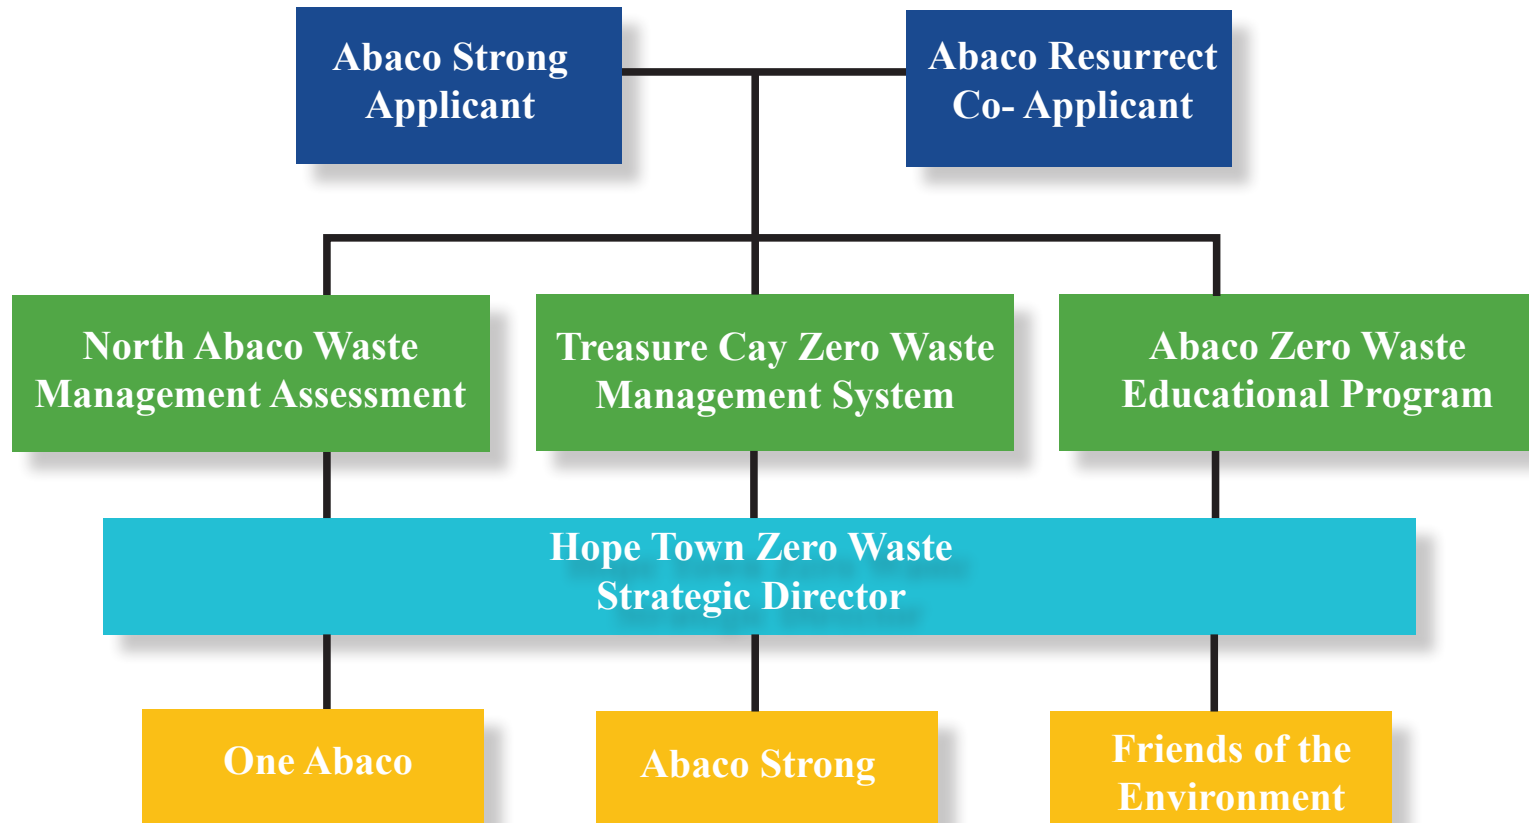 Abaco Strong
Applicant
Abaco Resurrect
Co- Applicant
North Abaco Waste
Management Assessment
Treasure Cay Zero Waste
Management System
Abaco Zero Waste
Educational Program
Hope Town Zero Waste
Strategic Director
One Abaco
Abaco Strong
Friends of the
Environment